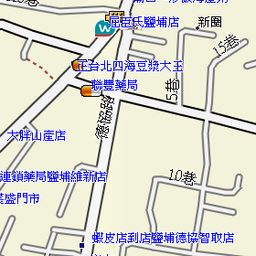 屈臣氏鹽埔店
新圍
正台北四海豆漿大王
15巷
聯豐藥局
5巷
德協路
大胖山産店
連鎖藥局鹽埔維新店
10巷
盛門市
蝦皮店到店鹽埔德協智取店